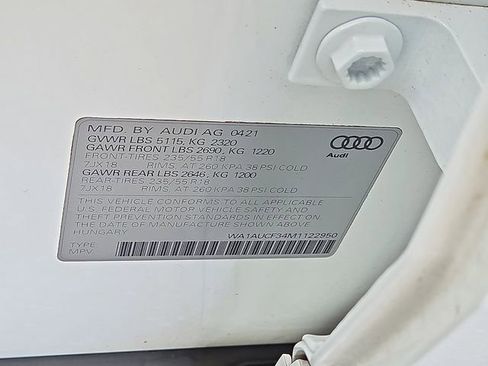 MFD. BY AUDI AG 0421
GVWR LBS 5115, KG 2320
GAWR FRONT LBS 2690, KG 1220
FRONT-TIRES 235/55 R18
7JX18 RIMS, AT 260 KPA 38 PSI COLD
GAWR REAR LBS 2646, KG 1200
REAR-TIRES 235/55 R18
7JX18 RIMS, AT 260 KPA 38 PSI COLD
THIS VEHICLE CONFORMS TO ALL APPLICABLE
U.S. FEDERAL MOTOR VEHICLE SAFETY AND
THEFT PREVENTION STANDARDS IN EFFECT ON
THE DATE OF MANUFACTURE SHOWN ABOVE.
HUNGARY WA1AUCF34M1122950
TYPE:
MPV
Audi